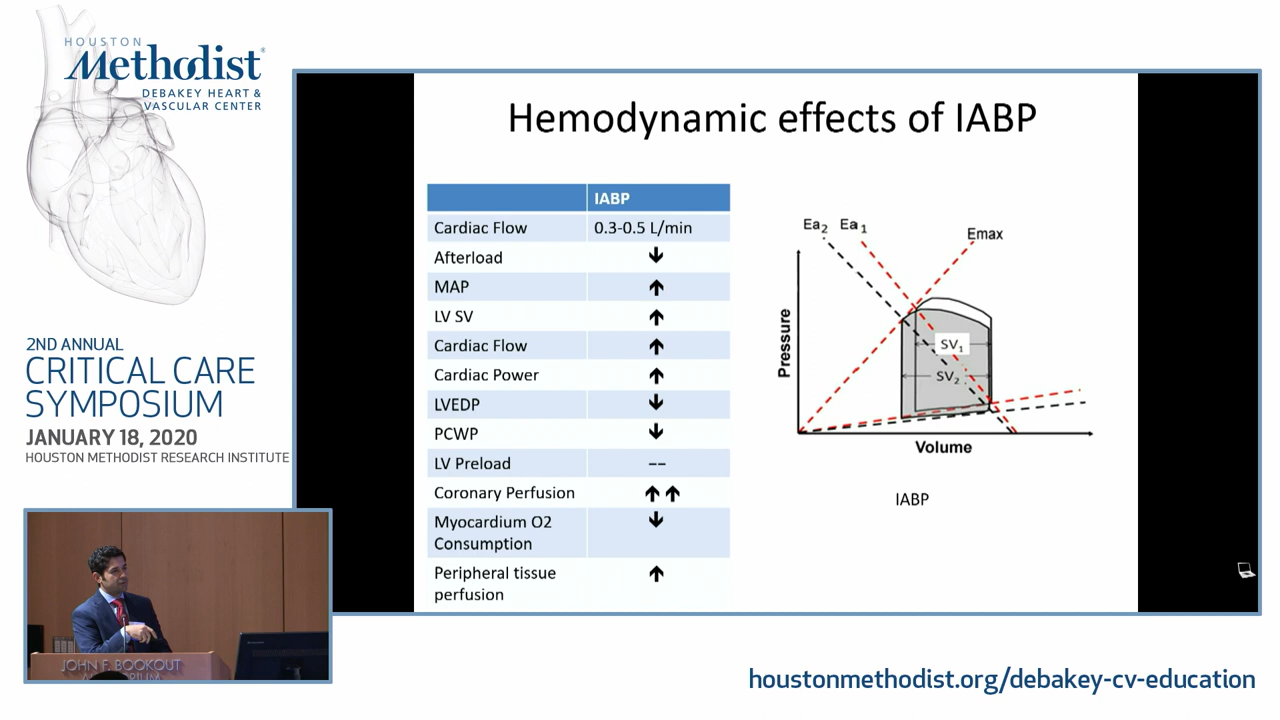 HOUSTON
Methodist®
DEBAKEY HEART &
VASCULAR CENTER
2ND ANNUAL
CRITICAL CARE
SYMPOSIUM
JANUARY 18, 2020
HOUSTON METHODIST RESEARCH INSTITUTE
Hemodynamic effects of IABP
IABP
Cardiac Flow 0.3-0.5 L/min
Afterload ↓
MAP ↑
LV SV ↑
Cardiac Flow ↑
Cardiac Power ↑
LVEDP ↓
PCWP ↓
LV Preload --
Coronary Perfusion ↑↑
Myocardium O2 ↓
Consumption
Peripheral tissue ↑
perfusion
Ea2 Ea1
Emax
Pressure
SV1
SV2
Volume
IABP
JOHN F. BOOKOUT
houstonmethodist.org/debakey-cv-education